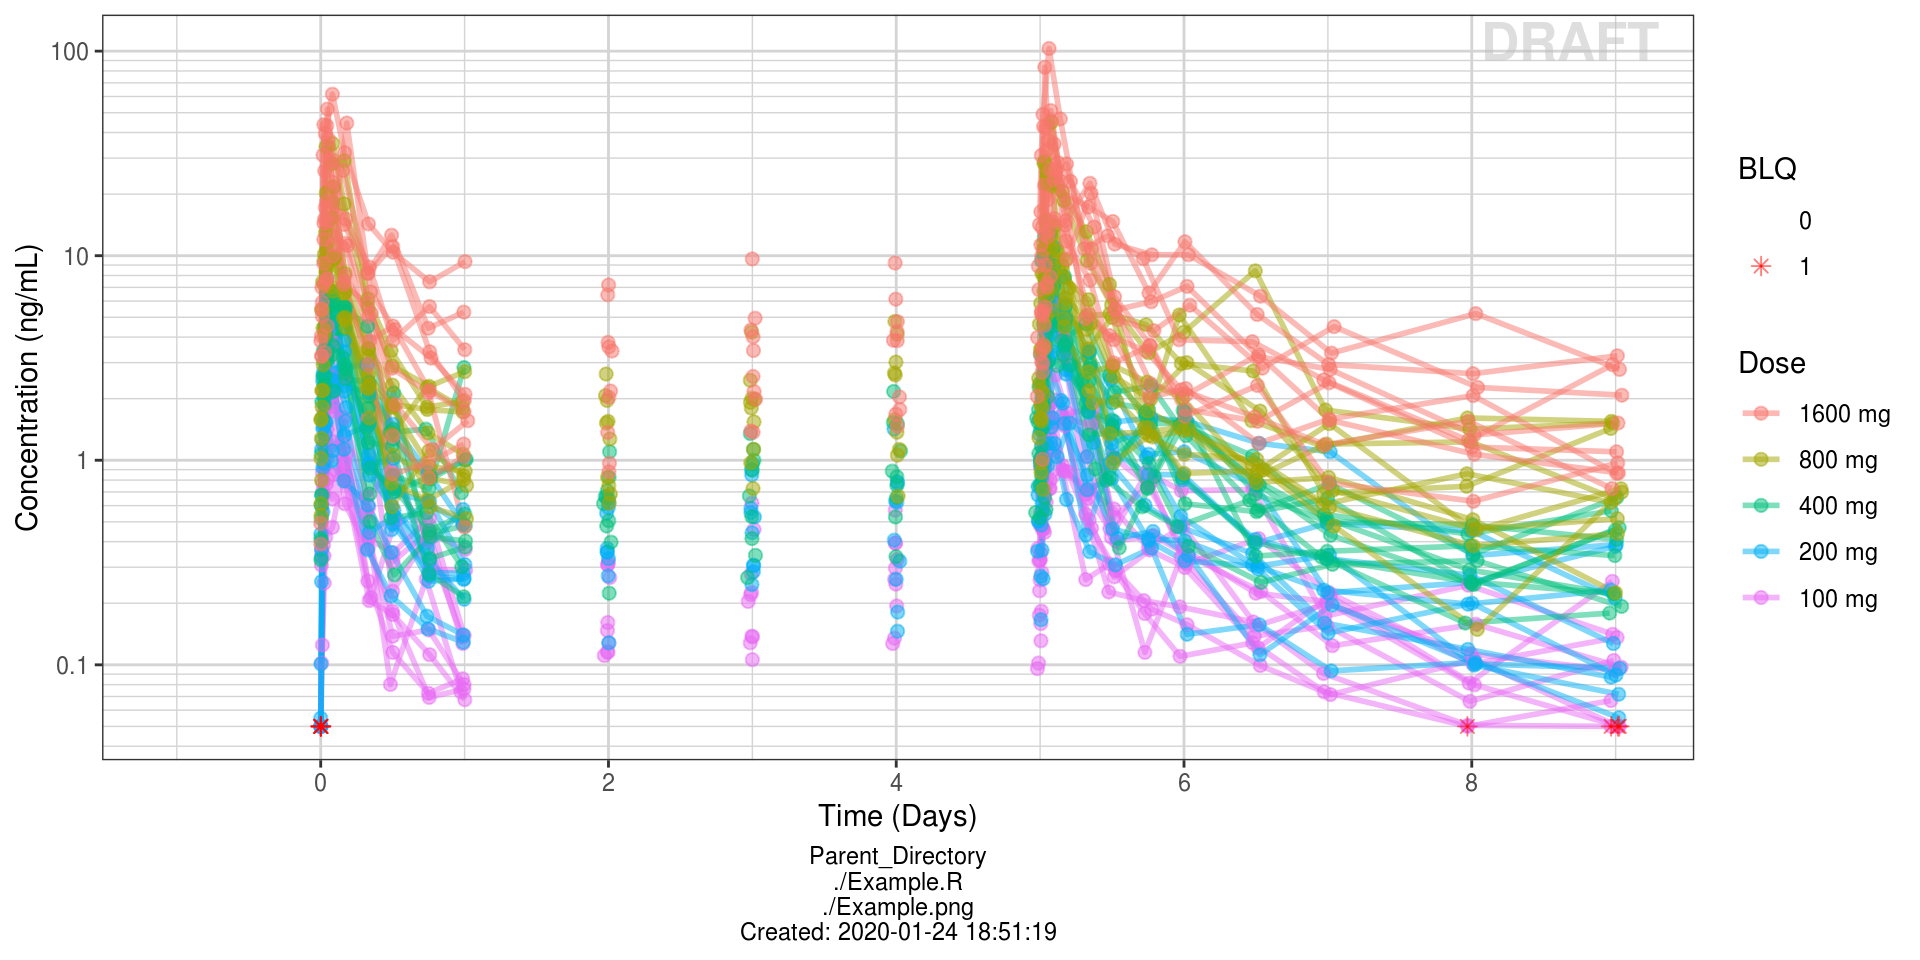 DRAFT
100
10
1
0.1
Concentration (ng/mL)
0
2
4
6
8
Time (Days)
Parent_Directory
./Example.R
./Example.png
Created: 2020-01-24 18:51:19
BLQ
0
1
Dose
1600 mg
800 mg
400 mg
200 mg
100 mg